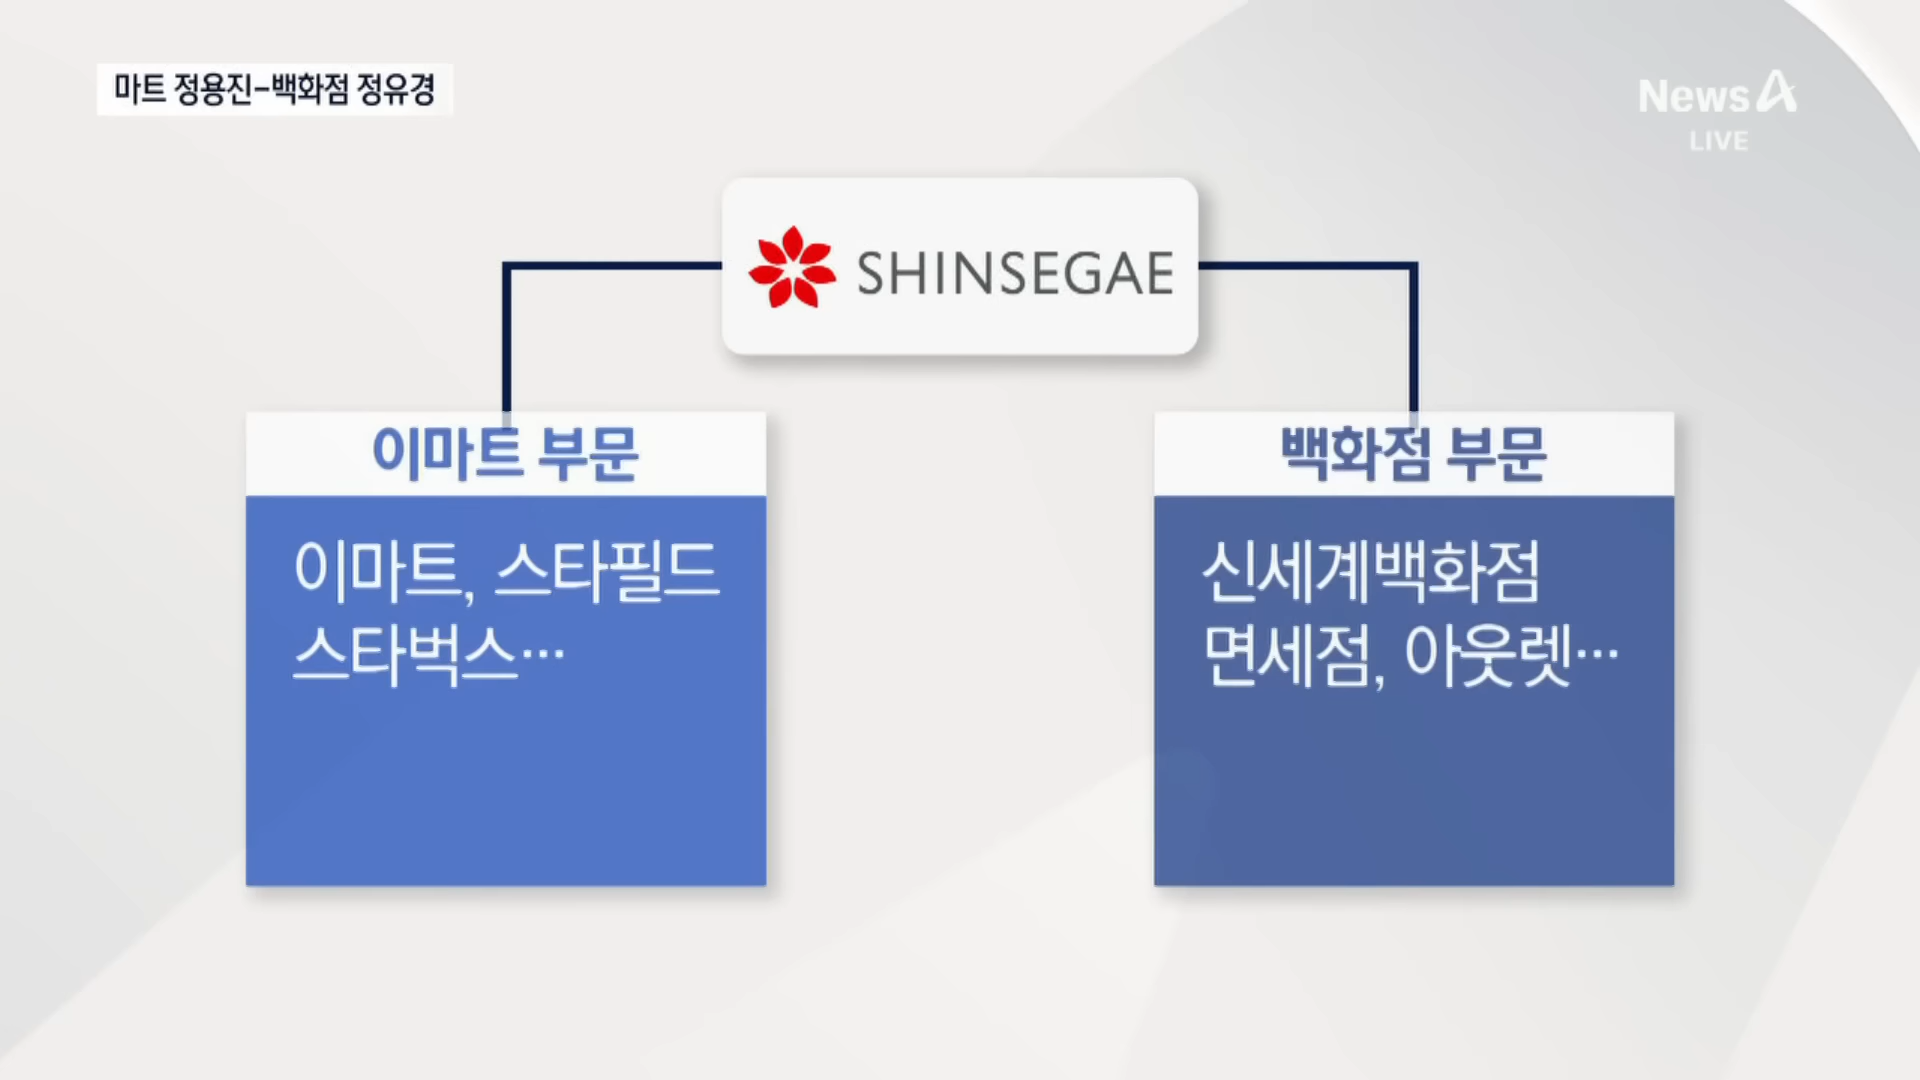 마트 정용진-백화점 정유경
News A
LIVE
SHINSEGAE
이마트 부문
이마트, 스타필드
스타벅스…
백화점 부문
신세계백화점
면세점, 아웃렛…